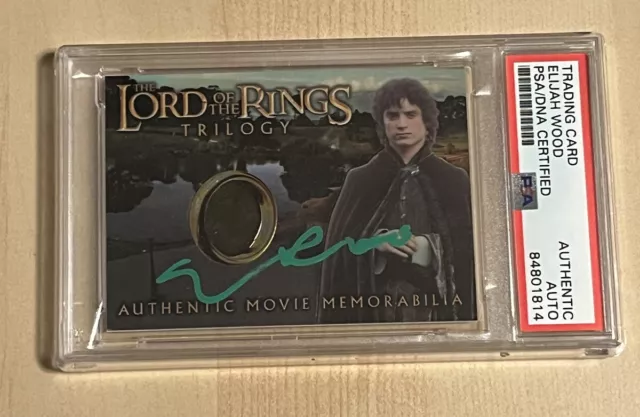 THE
LORD OF THE RINGS
TRILOGY
AUTHENTIC MOVIE MEMORABILIA
TRADING CARD
ELIJAH WOOD
PSA/DNA CERTIFIED
PSA
AUTHENTIC
AUTO
84801814